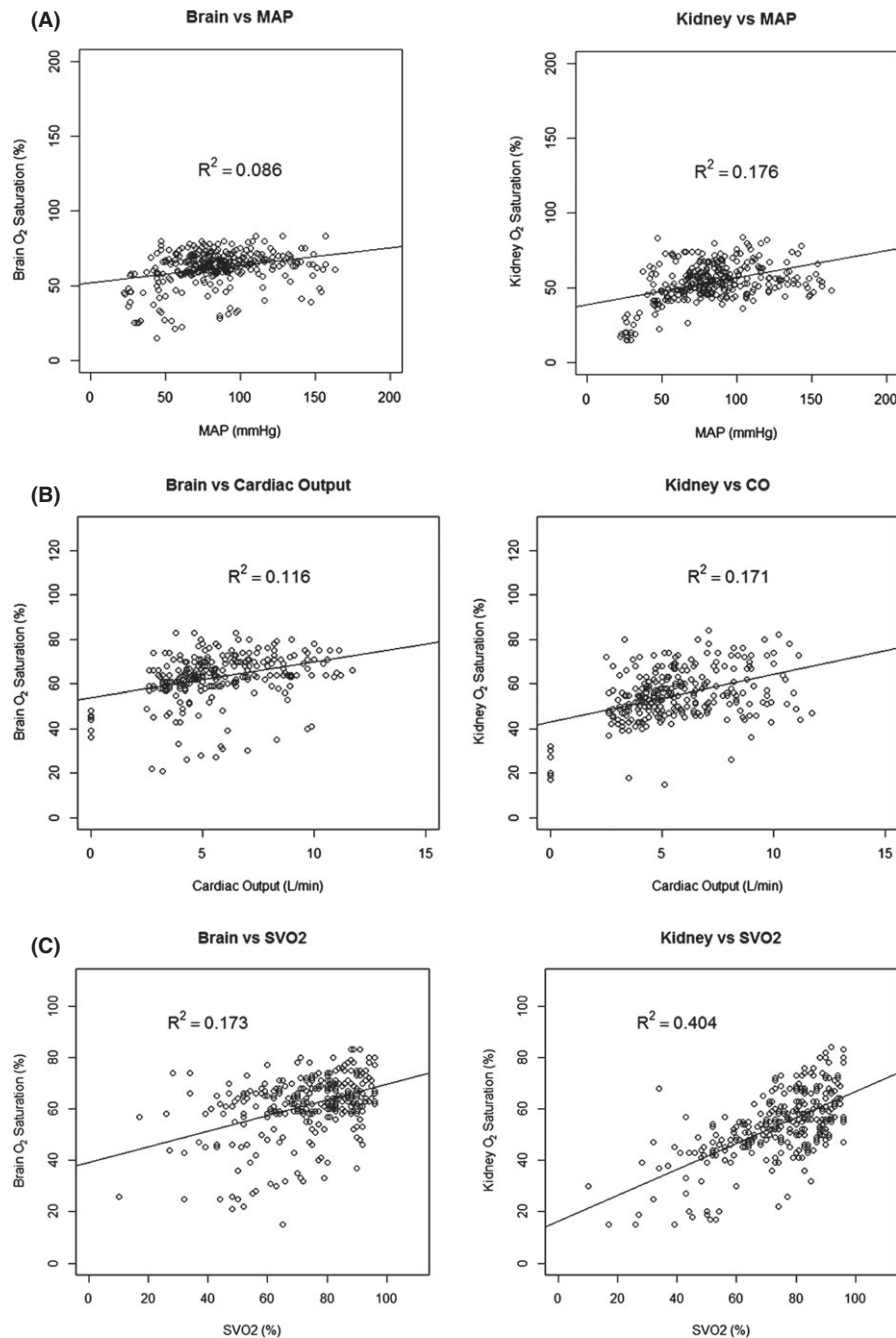 (A)
Brain vs MAP
Brain O₂ Saturation (%)
200
150
100
50
0
R² = 0.086
0 50 100 150 200
MAP (mmHg)
Kidney vs MAP
Kidney O₂ Saturation (%)
200
150
100
50
0
R² = 0.176
0 50 100 150 200
MAP (mmHg)
(B)
Brain vs Cardiac Output
Brain O₂ Saturation (%)
120
100
80
60
40
20
0
R² = 0.116
0 5 10 15
Cardiac Output (L/min)
Kidney vs CO
Kidney O₂ Saturation (%)
120
100
80
60
40
20
0
R² = 0.171
0 5 10 15
Cardiac Output (L/min)
(C)
Brain vs SVO2
Brain O₂ Saturation (%)
100
80
60
40
20
0
R² = 0.173
0 20 40 60 80 100
SVO2 (%)
Kidney vs SVO2
Kidney O₂ Saturation (%)
100
80
60
40
20
0
R² = 0.404
0 20 40 60 80 100
SVO2 (%)